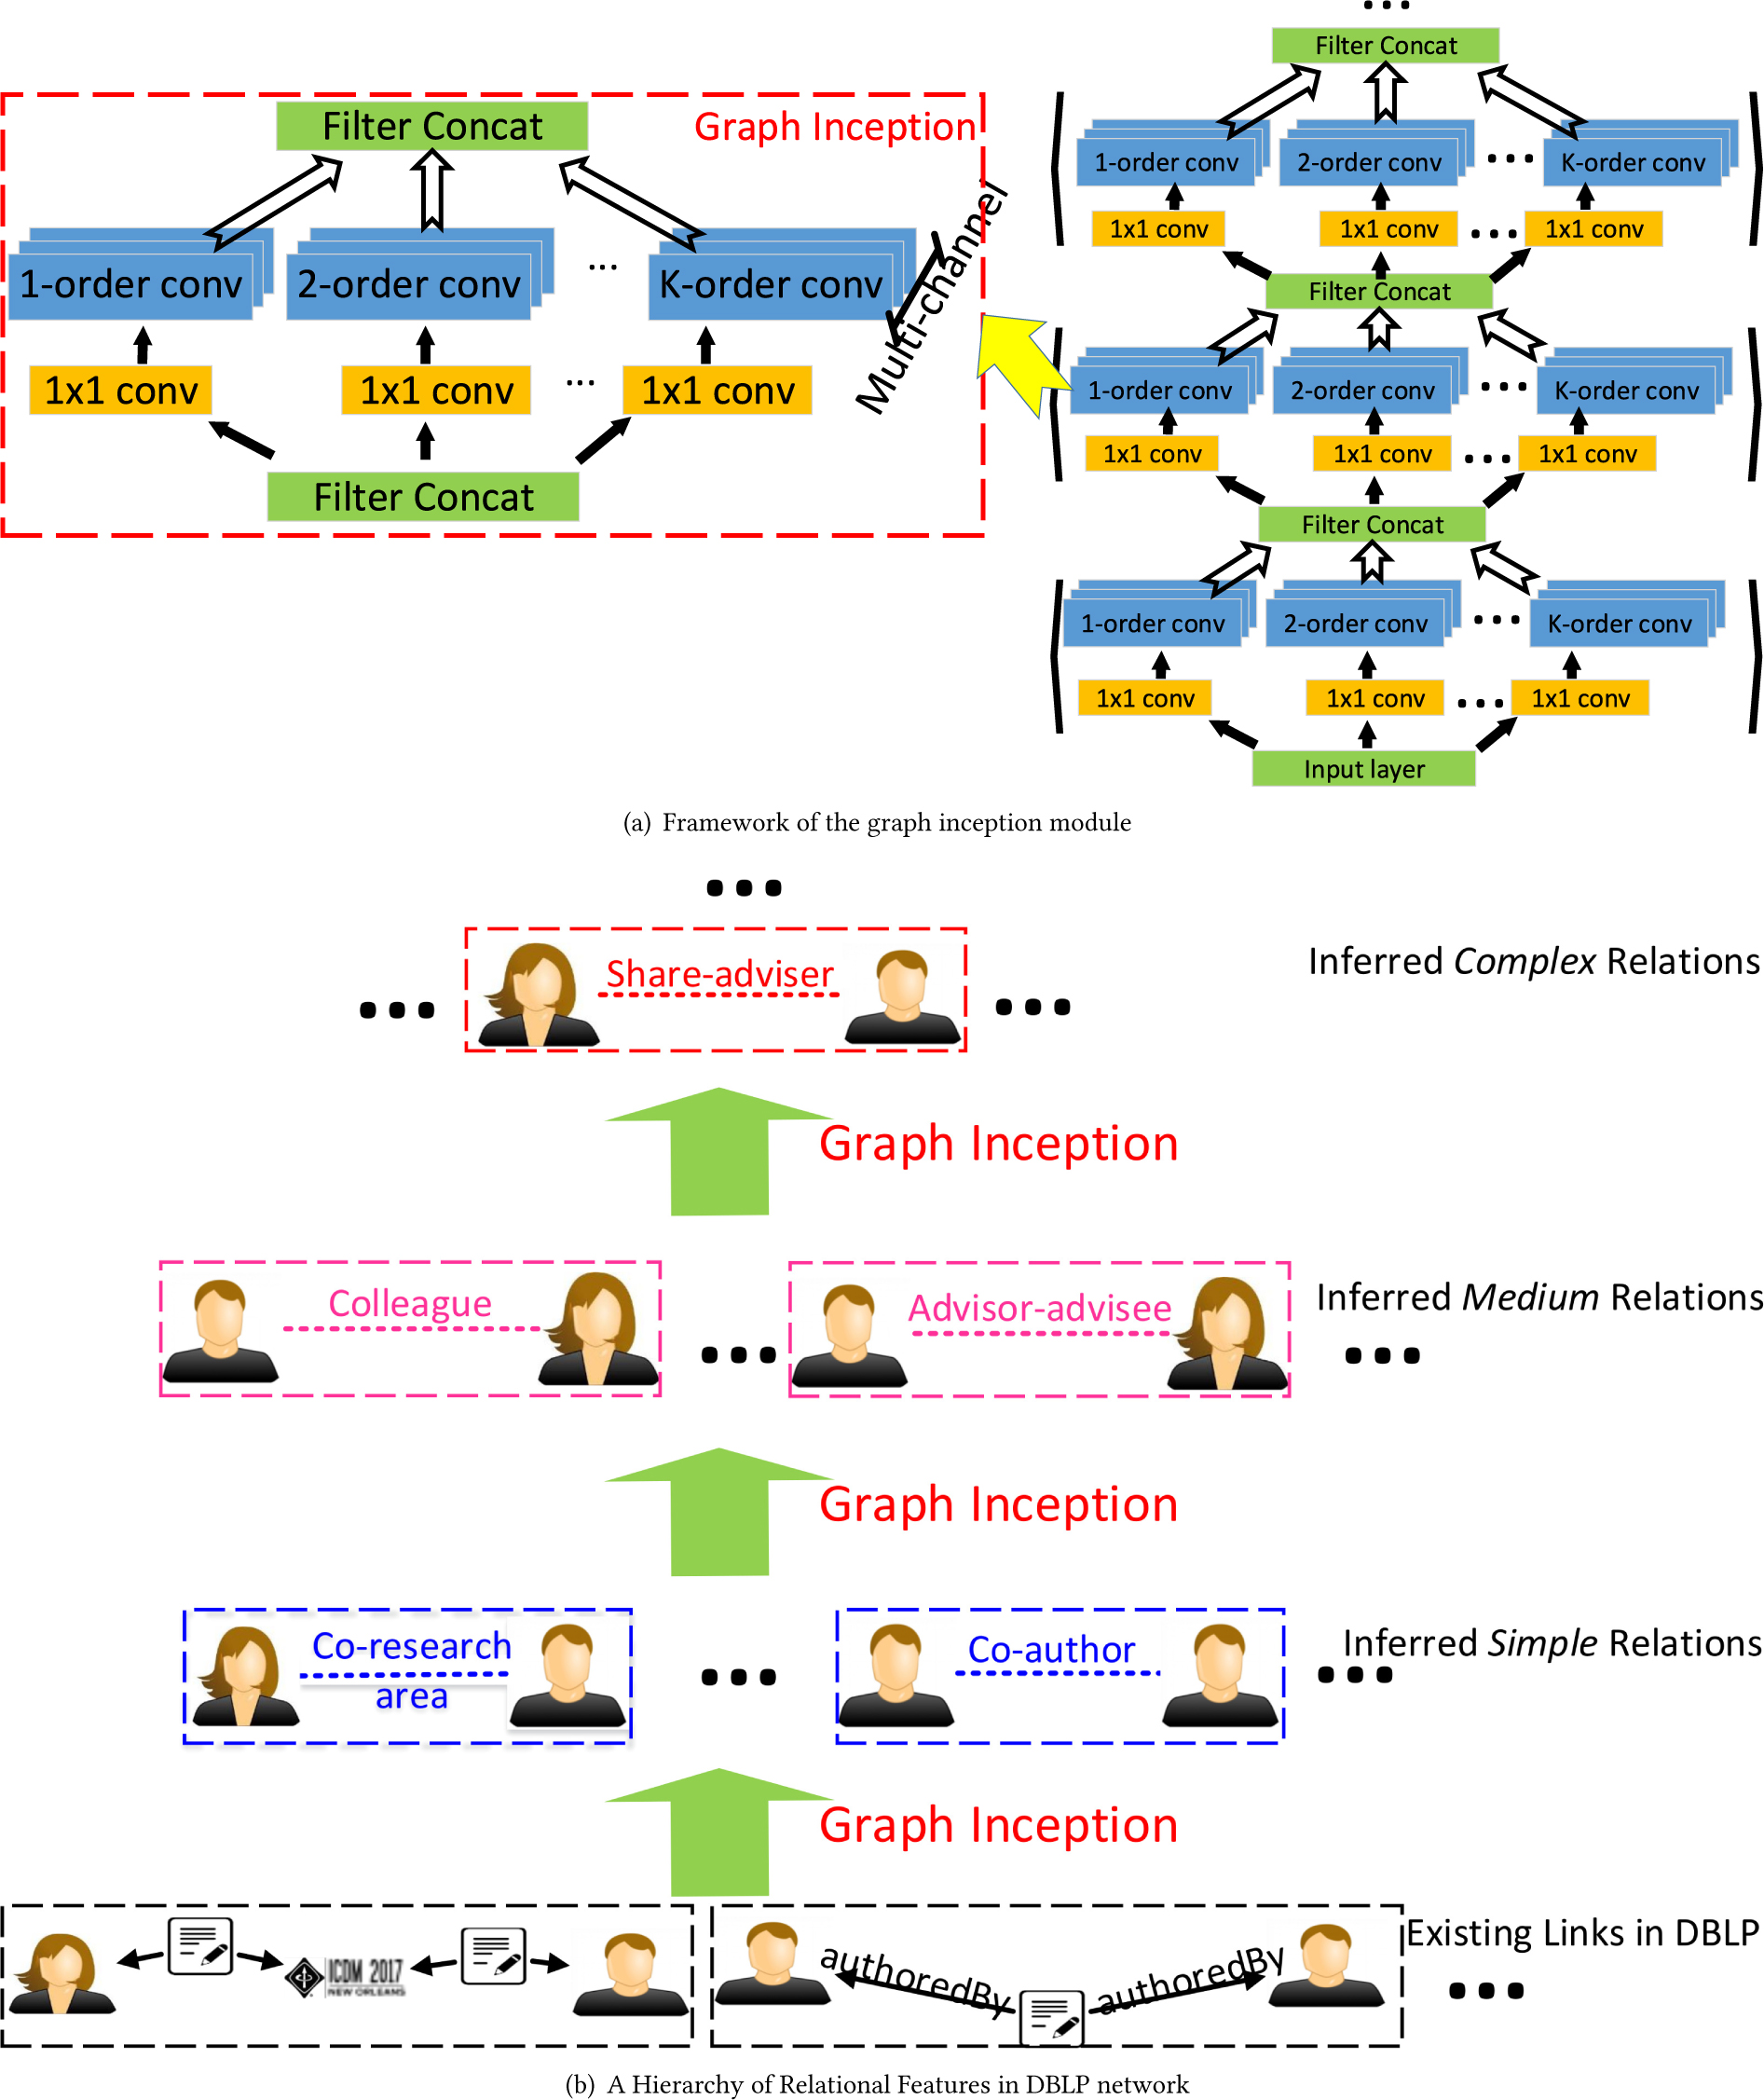 ...
Filter Concat
1-order conv 2-order conv ... K-order conv
1x1 conv 1x1 conv ... 1x1 conv
Filter Concat
1-order conv 2-order conv ... K-order conv
1x1 conv 1x1 conv ... 1x1 conv
Filter Concat
1-order conv 2-order conv ... K-order conv
1x1 conv 1x1 conv ... 1x1 conv
Input layer
Graph Inception
Filter Concat
1-order conv 2-order conv ... K-order conv
Multi-channel
1x1 conv 1x1 conv ... 1x1 conv
Filter Concat
(a) Framework of the graph inception module
...
... Share-adviser ...
Inferred Complex Relations
Graph Inception
Colleague ... Advisor-advisee
Inferred Medium Relations
...
Graph Inception
Co-research
area
...
Co-author
Inferred Simple Relations
...
Graph Inception
ICDM 2017
NEW ORLEANS
authoredBy authoredBy
Existing Links in DBLP
...
(b) A Hierarchy of Relational Features in DBLP network